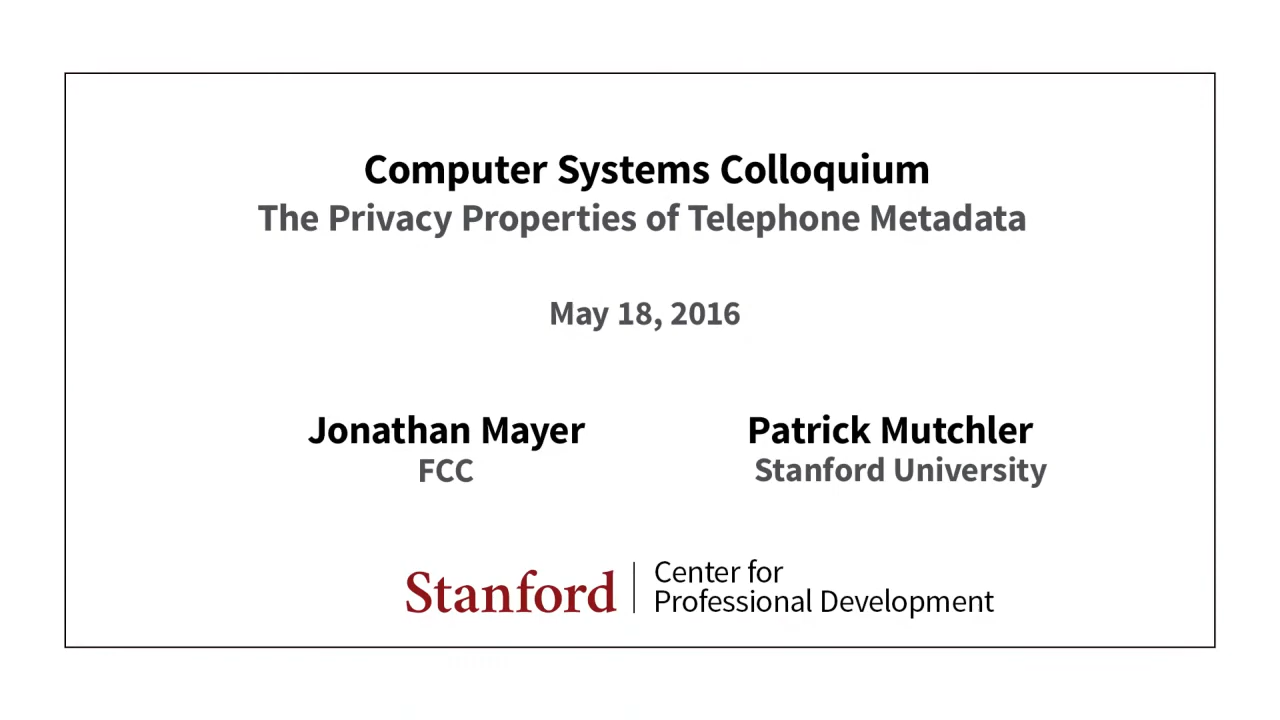 Computer Systems Colloquium
The Privacy Properties of Telephone Metadata
May 18, 2016
Jonathan Mayer
FCC
Patrick Mutchler
Stanford University
Stanford
Center for
Professional Development